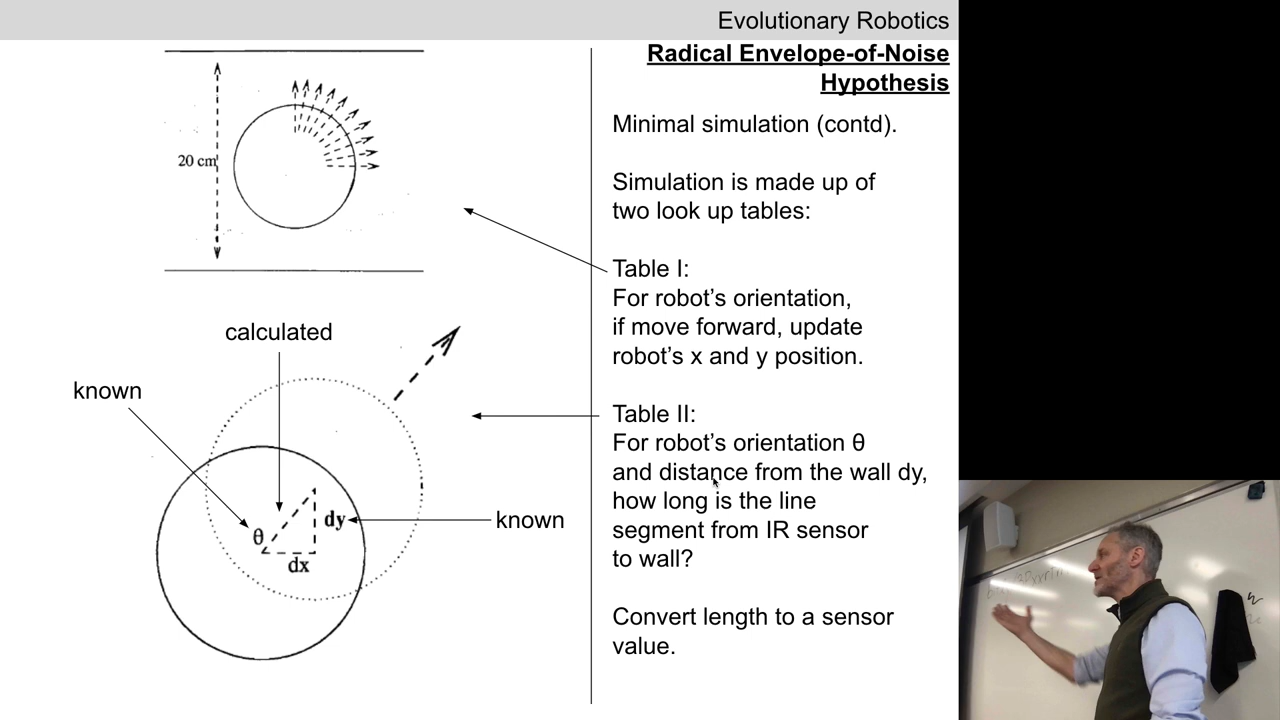 Evolutionary Robotics
Radical Envelope-of-Noise
Hypothesis
20 cm
calculated
known
θ
dy
dx
known
Minimal simulation (contd).
Simulation is made up of
two look up tables:
Table I:
For robot’s orientation,
if move forward, update
robot’s x and y position.
Table II:
For robot’s orientation θ
and distance from the wall dy,
how long is the line
segment from IR sensor
to wall?
Convert length to a sensor
value.